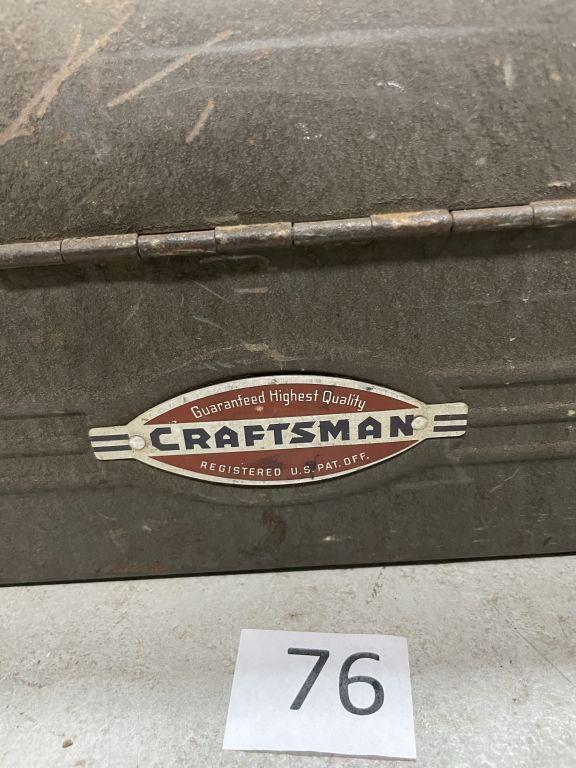 Guaranteed Highest Quality
CRAFTSMAN
REGISTERED U.S. PAT. OFF.
76